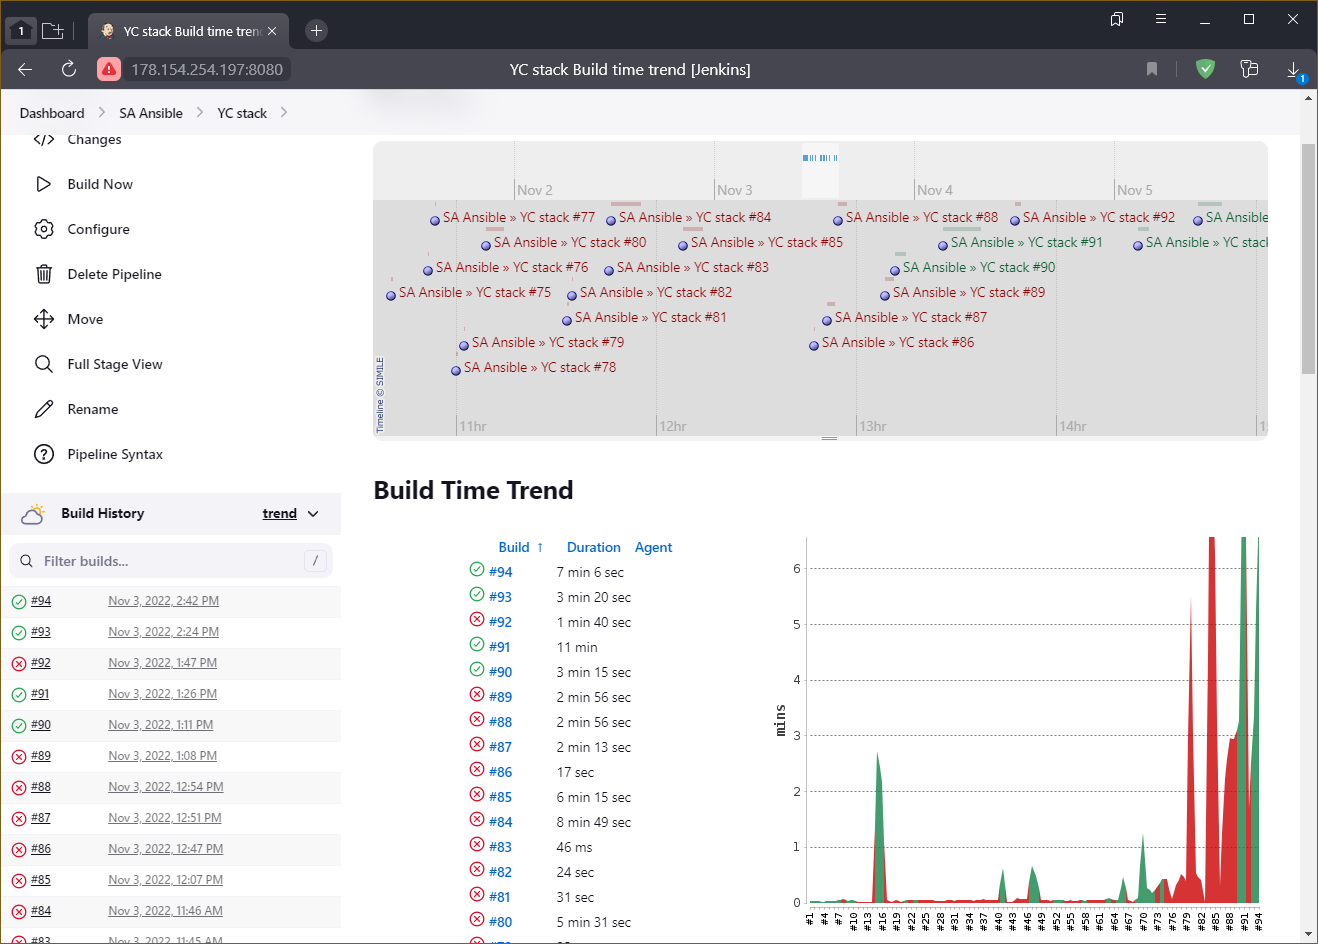 1
YC stack Build time tren
178.154.254.197:8080
YC stack Build time trend [Jenkins]
1
Dashboard
SA Ansible
YC stack
Changes
Build Now
Configure
Delete Pipeline
Move
Full Stage View
Rename
Pipeline Syntax
Build History
trend
Filter builds...
/
#94 Nov 3, 2022, 2:42 PM
#93 Nov 3, 2022, 2:24 PM
#92 Nov 3, 2022, 1:47 PM
#91 Nov 3, 2022, 1:26 PM
#90 Nov 3, 2022, 1:11 PM
#89 Nov 3, 2022, 1:08 PM
#88 Nov 3, 2022, 12:54 PM
#87 Nov 3, 2022, 12:51 PM
#86 Nov 3, 2022, 12:47 PM
#85 Nov 3, 2022, 12:07 PM
#84 Nov 3, 2022, 11:46 AM
#83 Nov 3, 2022, 11:45 AM
Nov 2 Nov 3 Nov 4 Nov 5
SA Ansible » YC stack #77 SA Ansible » YC stack #84 SA Ansible » YC stack #88 SA Ansible » YC stack #92 SA Ansible
SA Ansible » YC stack #80 SA Ansible » YC stack #85 SA Ansible » YC stack #91 SA Ansible » YC stack
SA Ansible » YC stack #76 SA Ansible » YC stack #83 SA Ansible » YC stack #90
SA Ansible » YC stack #75 SA Ansible » YC stack #82 SA Ansible » YC stack #89
SA Ansible » YC stack #81 SA Ansible » YC stack #87
SA Ansible » YC stack #79 SA Ansible » YC stack #86
SA Ansible » YC stack #78
Timeline © SIMILE
11hr 12hr 13hr 14hr
Build Time Trend
Build ↑ Duration Agent
#94 7 min 6 sec
#93 3 min 20 sec
#92 1 min 40 sec
#91 11 min
#90 3 min 15 sec
#89 2 min 56 sec
#88 2 min 56 sec
#87 2 min 13 sec
#86 17 sec
#85 6 min 15 sec
#84 8 min 49 sec
#83 46 ms
#82 24 sec
#81 31 sec
#80 5 min 31 sec
mins
6
5
4
3
2
1
0
#1 #4 #7 #10 #13 #16 #19 #22 #25 #28 #31 #34 #37 #40 #43 #46 #49 #52 #55 #58 #61 #64 #67 #70 #73 #76 #79 #82 #85 #88 #91 #94